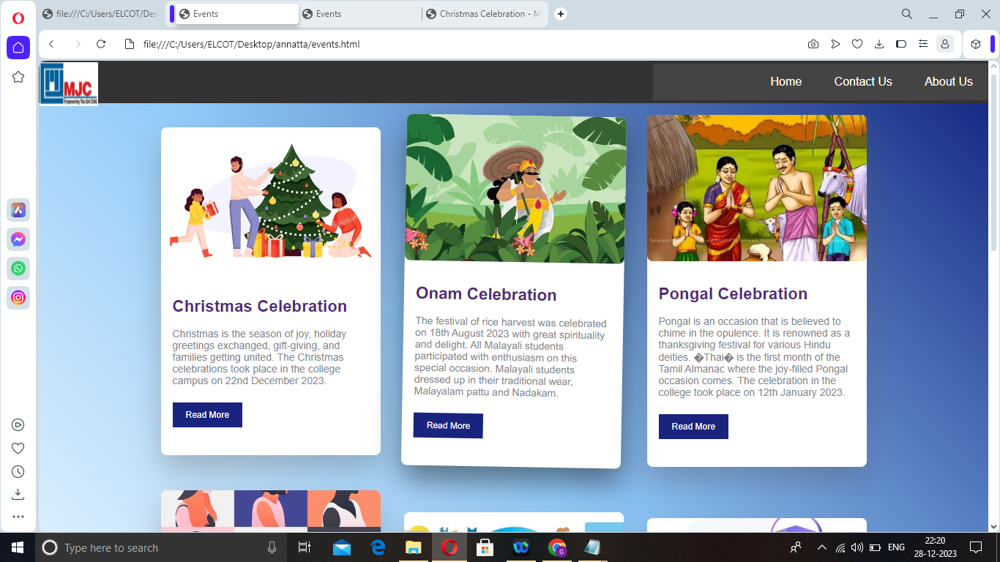 file:///C:/Users/ELCOT/Des
Events
Events
Christmas Celebration - M
file:///C:/Users/ELCOT/Desktop/annatta/events.html
MJC
Empowering The Girl Child
Home
Contact Us
About Us
Christmas Celebration
Christmas is the season of joy, holiday
greetings exchanged, gift-giving, and
families getting united. The Christmas
celebrations took place in the college
campus on 22nd December 2023.
Read More
Onam Celebration
The festival of rice harvest was celebrated
on 18th August 2023 with great spirituality
and delight. All Malayali students
participated with enthusiasm on this
special occasion. Malayali students
dressed up in their traditional wear,
Malayalam pattu and Nadakam.
Read More
Pongal Celebration
Pongal is an occasion that is believed to
chime in the opulence. It is renowned as a
thanksgiving festival for various Hindu
deities. �Thai� is the first month of the
Tamil Almanac where the joy-filled Pongal
occasion comes. The celebration in the
college took place on 12th January 2023.
Read More
Type here to search
G
ENG
22:20
28-12-2023